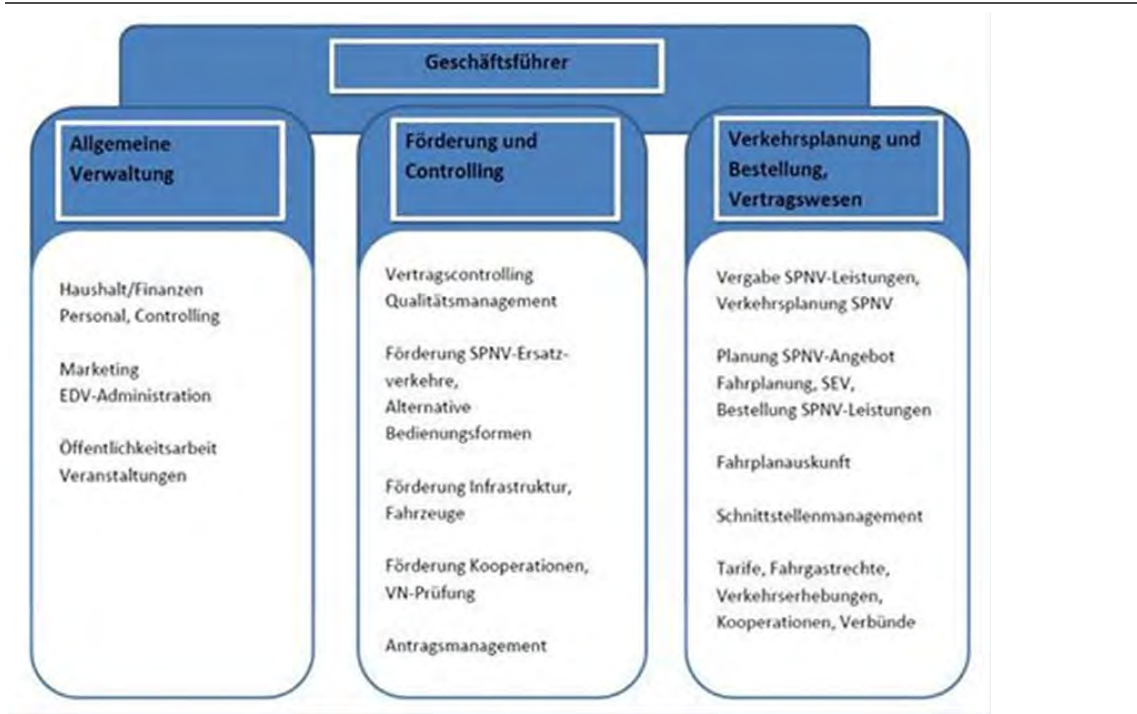 Geschäftsführer
Allgemeine
Verwaltung
Haushalt/Finanzen
Personal, Controlling
Marketing
EDV-Administration
Öffentlichkeitsarbeit
Veranstaltungen
Förderung und
Controlling
Vertragscontrolling
Qualitätsmanagement
Förderung SPNV-Ersatz-
verkehre,
Alternative
Bedienungsformen
Förderung Infrastruktur,
Fahrzeuge
Förderung Kooperationen,
VN-Prüfung
Antragsmanagement
Verkehrsplanung und
Bestellung,
Vertragswesen
Vergabe SPNV-Leistungen,
Verkehrsplanung SPNV
Planung SPNV-Angebot
Fahrplanung, SEV,
Bestellung SPNV-Leistungen
Fahrplanauskunft
Schnittstellenmanagement
Tarife, Fahrgastrechte,
Verkehrserhebungen,
Kooperationen, Verbünde